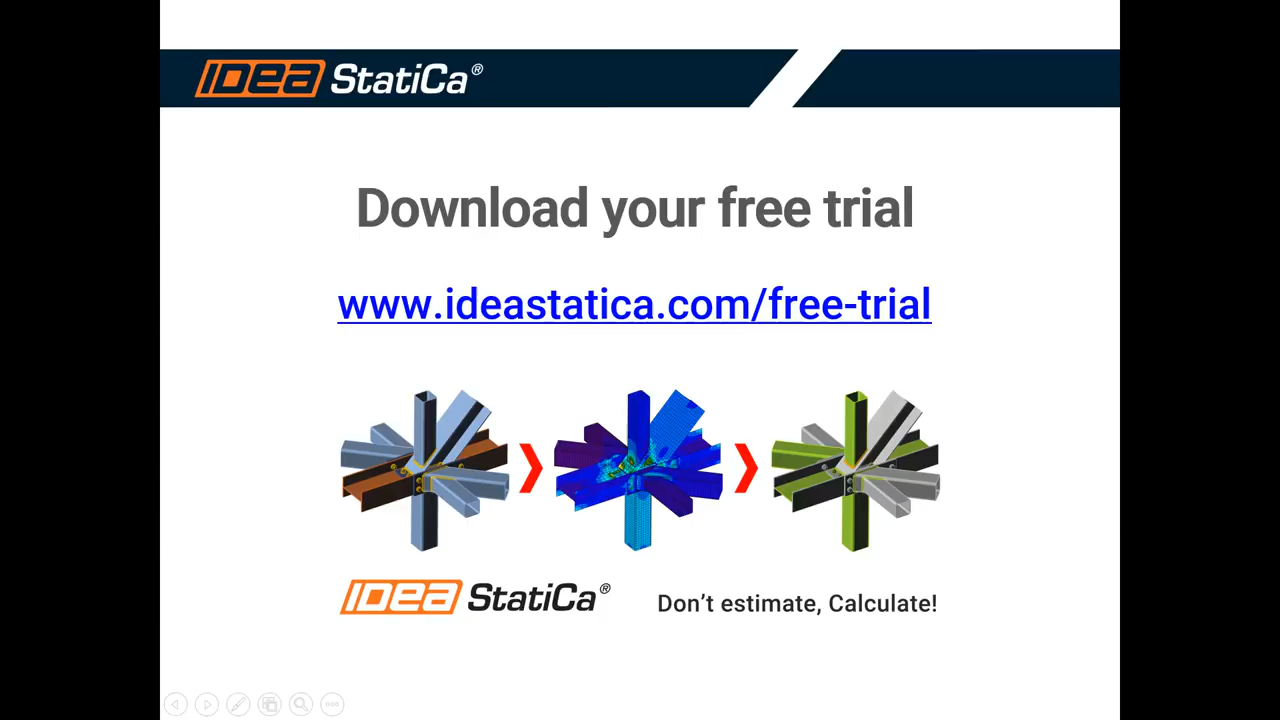 IDEA StatiCa®
Download your free trial
www.ideastatica.com/free-trial
IDEA StatiCa®
Don't estimate, Calculate!